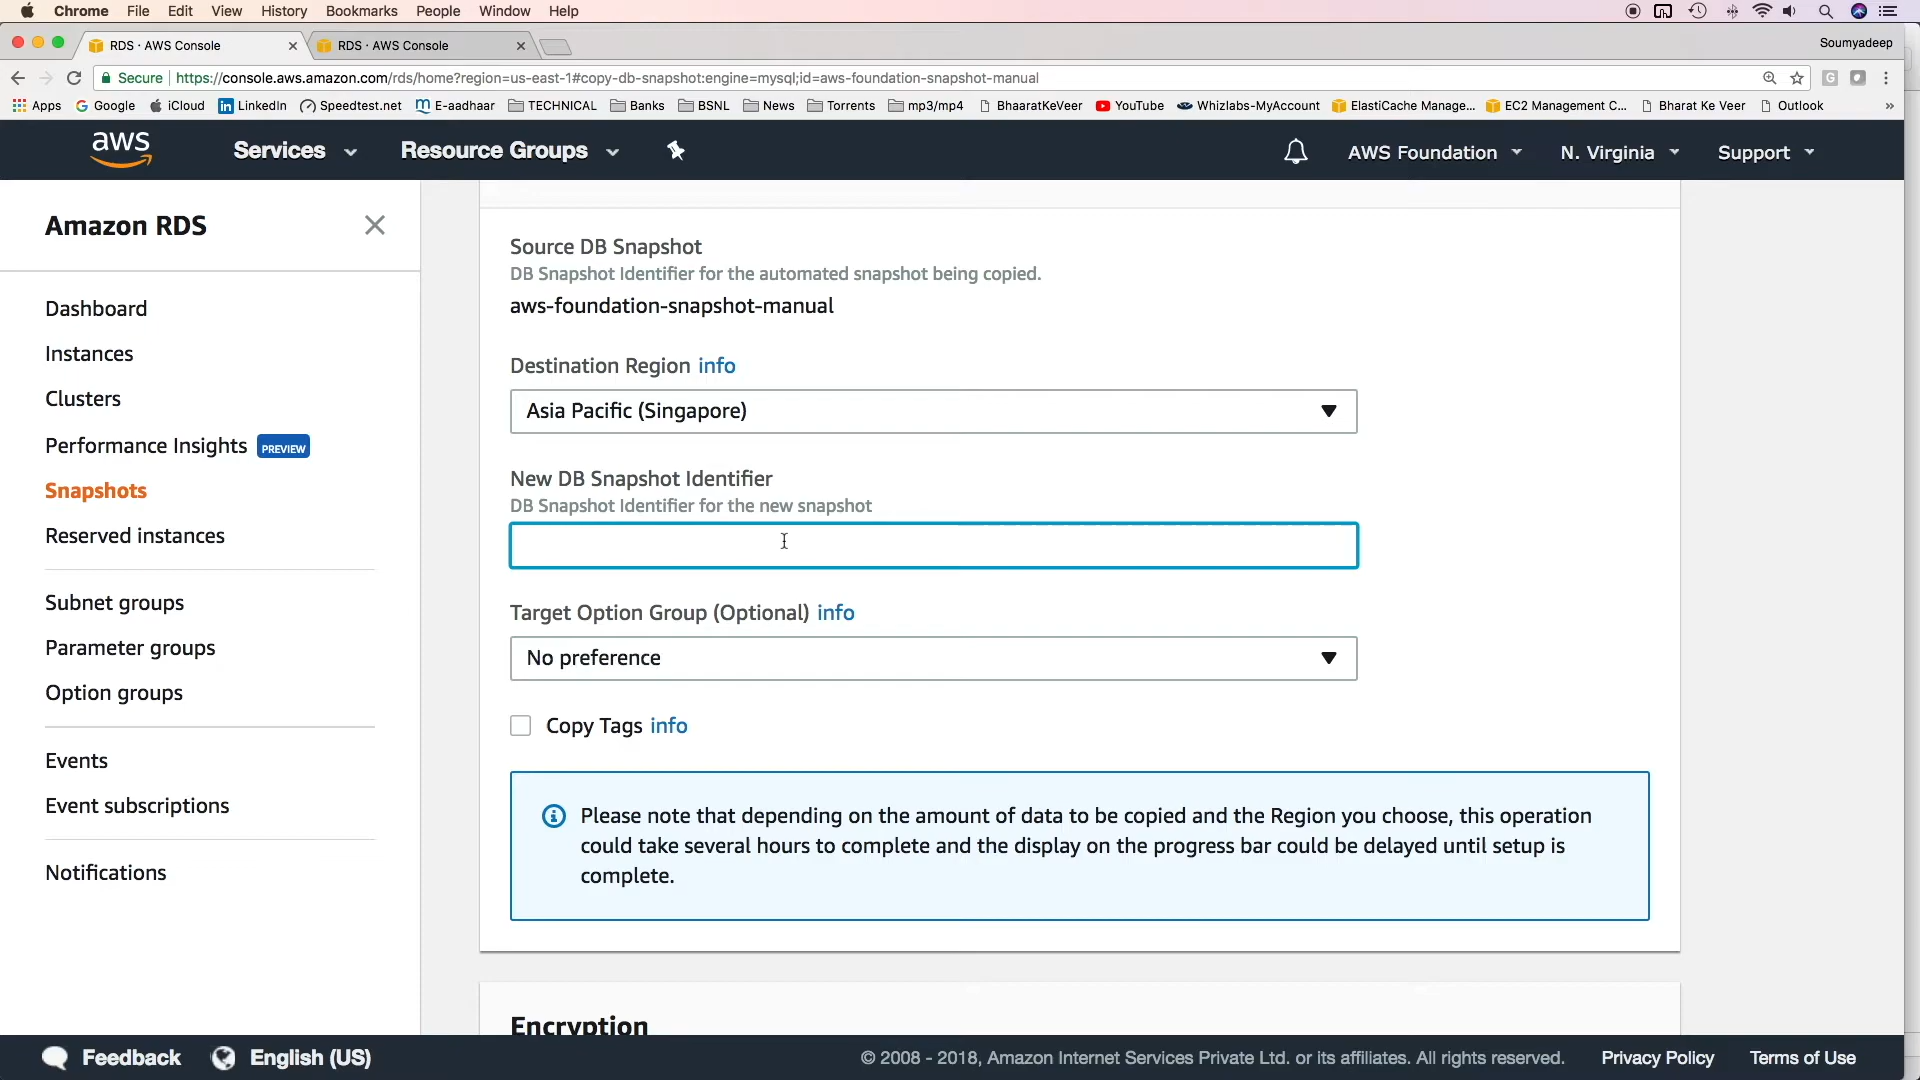 Chrome File Edit View History Bookmarks People Window Help
RDS · AWS Console RDS · AWS Console Soumyadeep
Secure https://console.aws.amazon.com/rds/home?region=us-east-1#copy-db-snapshot:engine=mysql;id=aws-foundation-snapshot-manual
Apps Google iCloud LinkedIn Speedtest.net E-aadhaar TECHNICAL Banks BSNL News Torrents mp3/mp4 BhaaratKeVeer YouTube Whizlabs-MyAccount ElastiCache Manage... EC2 Management C... Bharat Ke Veer Outlook »
aws Services Resource Groups AWS Foundation N. Virginia Support
Amazon RDS
Dashboard
Instances
Clusters
Performance Insights PREVIEW
Snapshots
Reserved instances
Subnet groups
Parameter groups
Option groups
Events
Event subscriptions
Notifications
Source DB Snapshot
DB Snapshot Identifier for the automated snapshot being copied.
aws-foundation-snapshot-manual
Destination Region info
Asia Pacific (Singapore)
New DB Snapshot Identifier
DB Snapshot Identifier for the new snapshot
Target Option Group (Optional) info
No preference
Copy Tags info
Please note that depending on the amount of data to be copied and the Region you choose, this operation
could take several hours to complete and the display on the progress bar could be delayed until setup is
complete.
Encryption
Feedback English (US) © 2008 - 2018, Amazon Internet Services Private Ltd. or its affiliates. All rights reserved. Privacy Policy Terms of Use